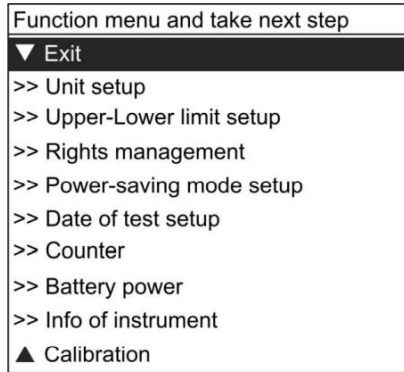 Function menu and take next step
▼ Exit
>> Unit setup
>> Upper-Lower limit setup
>> Rights management
>> Power-saving mode setup
>> Date of test setup
>> Counter
>> Battery power
>> Info of instrument
▲ Calibration